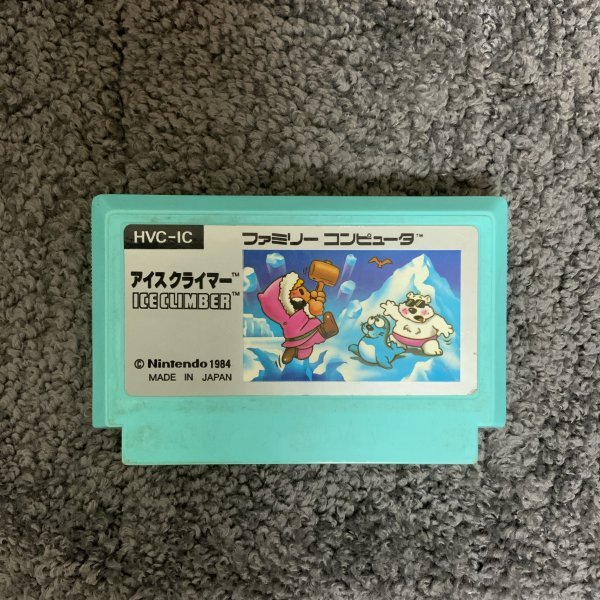 HVC-IC
ファミリー コンピュータ™
アイスクライマー™
ICE CLIMBER™
© Nintendo 1984
MADE IN JAPAN